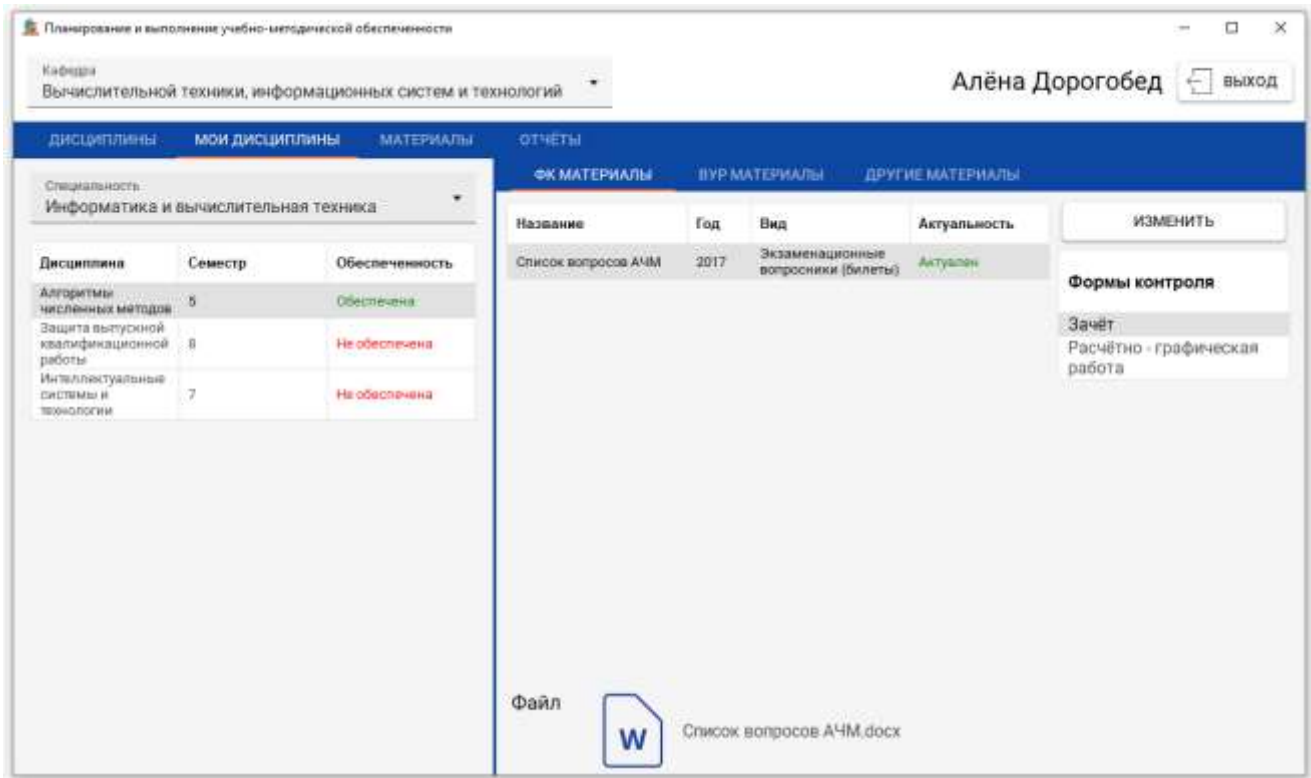 Планирование и выполнение учебно-методической обеспеченности
Кафедра
Вычислительной техники, информационных систем и технологий
Алёна Дорогобед
ВЫХОД
ДИСЦИПЛИНЫ МОИ ДИСЦИПЛИНЫ МАТЕРИАЛЫ ОТЧЁТЫ
Специальность
Информатика и вычислительная техника
Дисциплина Семестр Обеспеченность
Алгоритмы
численных методов 5 Обеспечена
Защита выпускной
квалификационной 8 Не обеспечена
работы
Интеллектуальные
системы и 7 Не обеспечена
технологии
ФК МАТЕРИАЛЫ ВУР МАТЕРИАЛЫ ДРУГИЕ МАТЕРИАЛЫ
Название Год Вид Актуальность
Список вопросов АЧМ 2017 Экзаменационные
вопросники (билеты) Актуален
ИЗМЕНИТЬ
Формы контроля
Зачёт
Расчётно - графическая
работа
Файл
W
Список вопросов АЧМ.docx